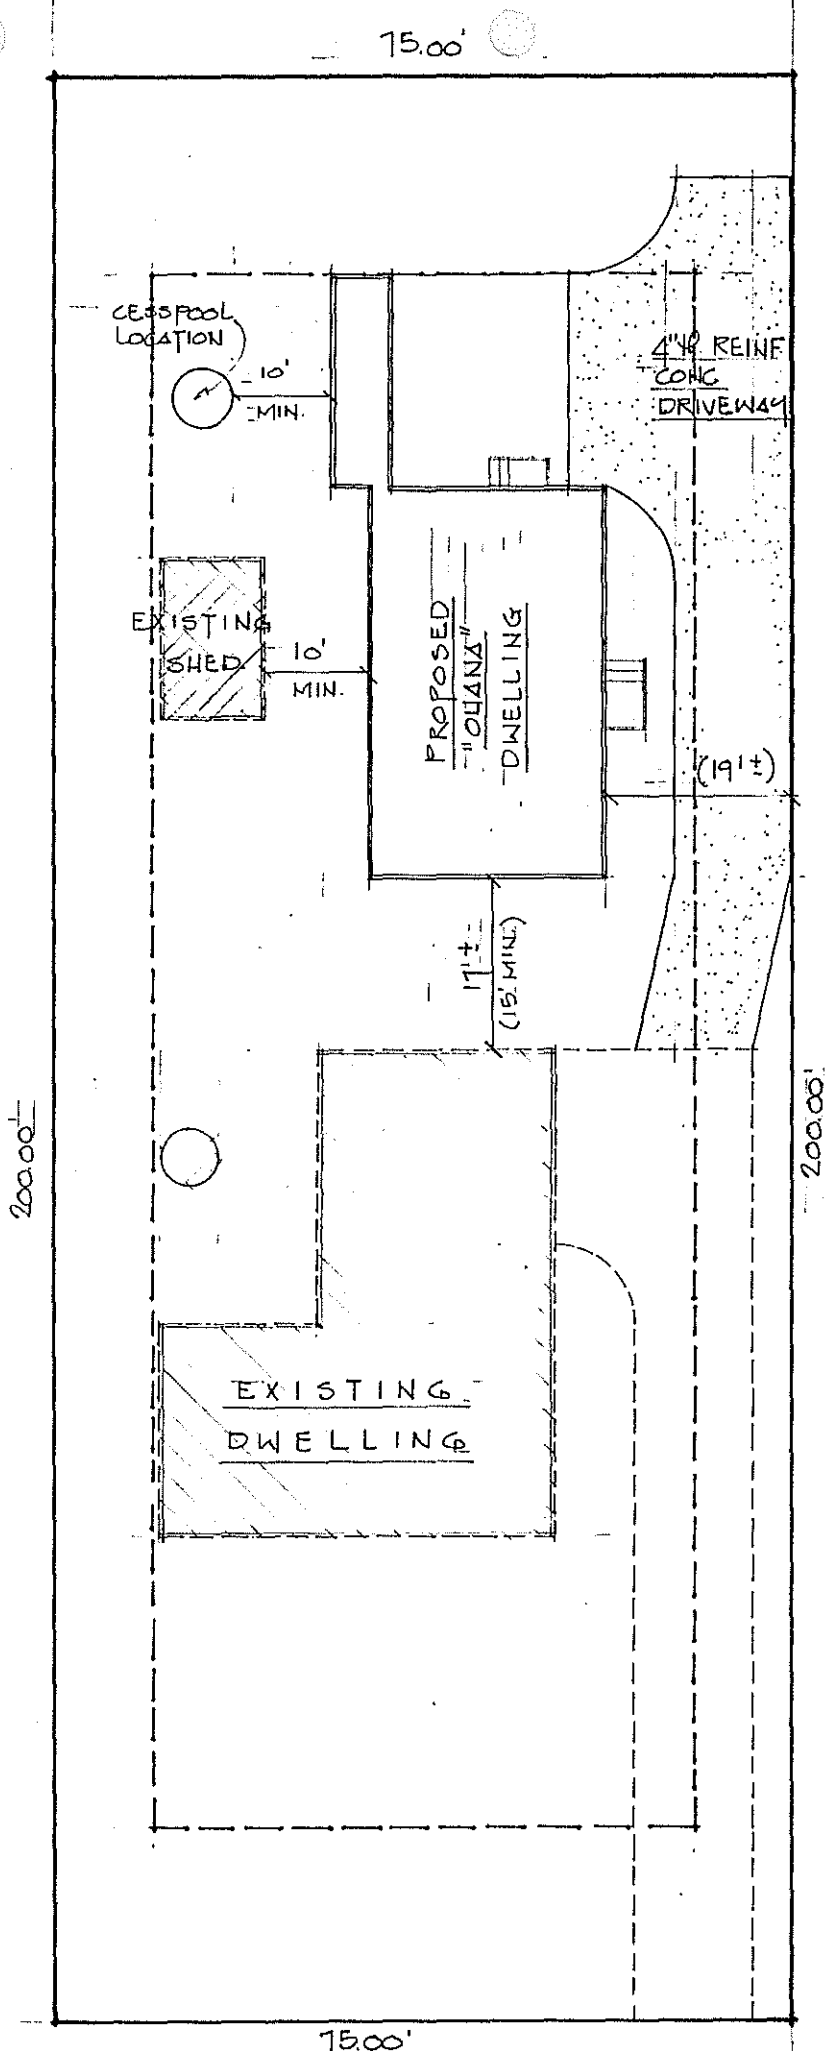 75.00'
CESSPOOL
LOCATION
10'
MIN.
4" REINF
CONC
DRIVEWAY
EXISTING
SHED
10'
MIN.
PROPOSED
"OHANA"
DWELLING
(19'±)
17'±
(15' MIN.)
200.00'
200.00'
EXISTING
DWELLING
75.00'